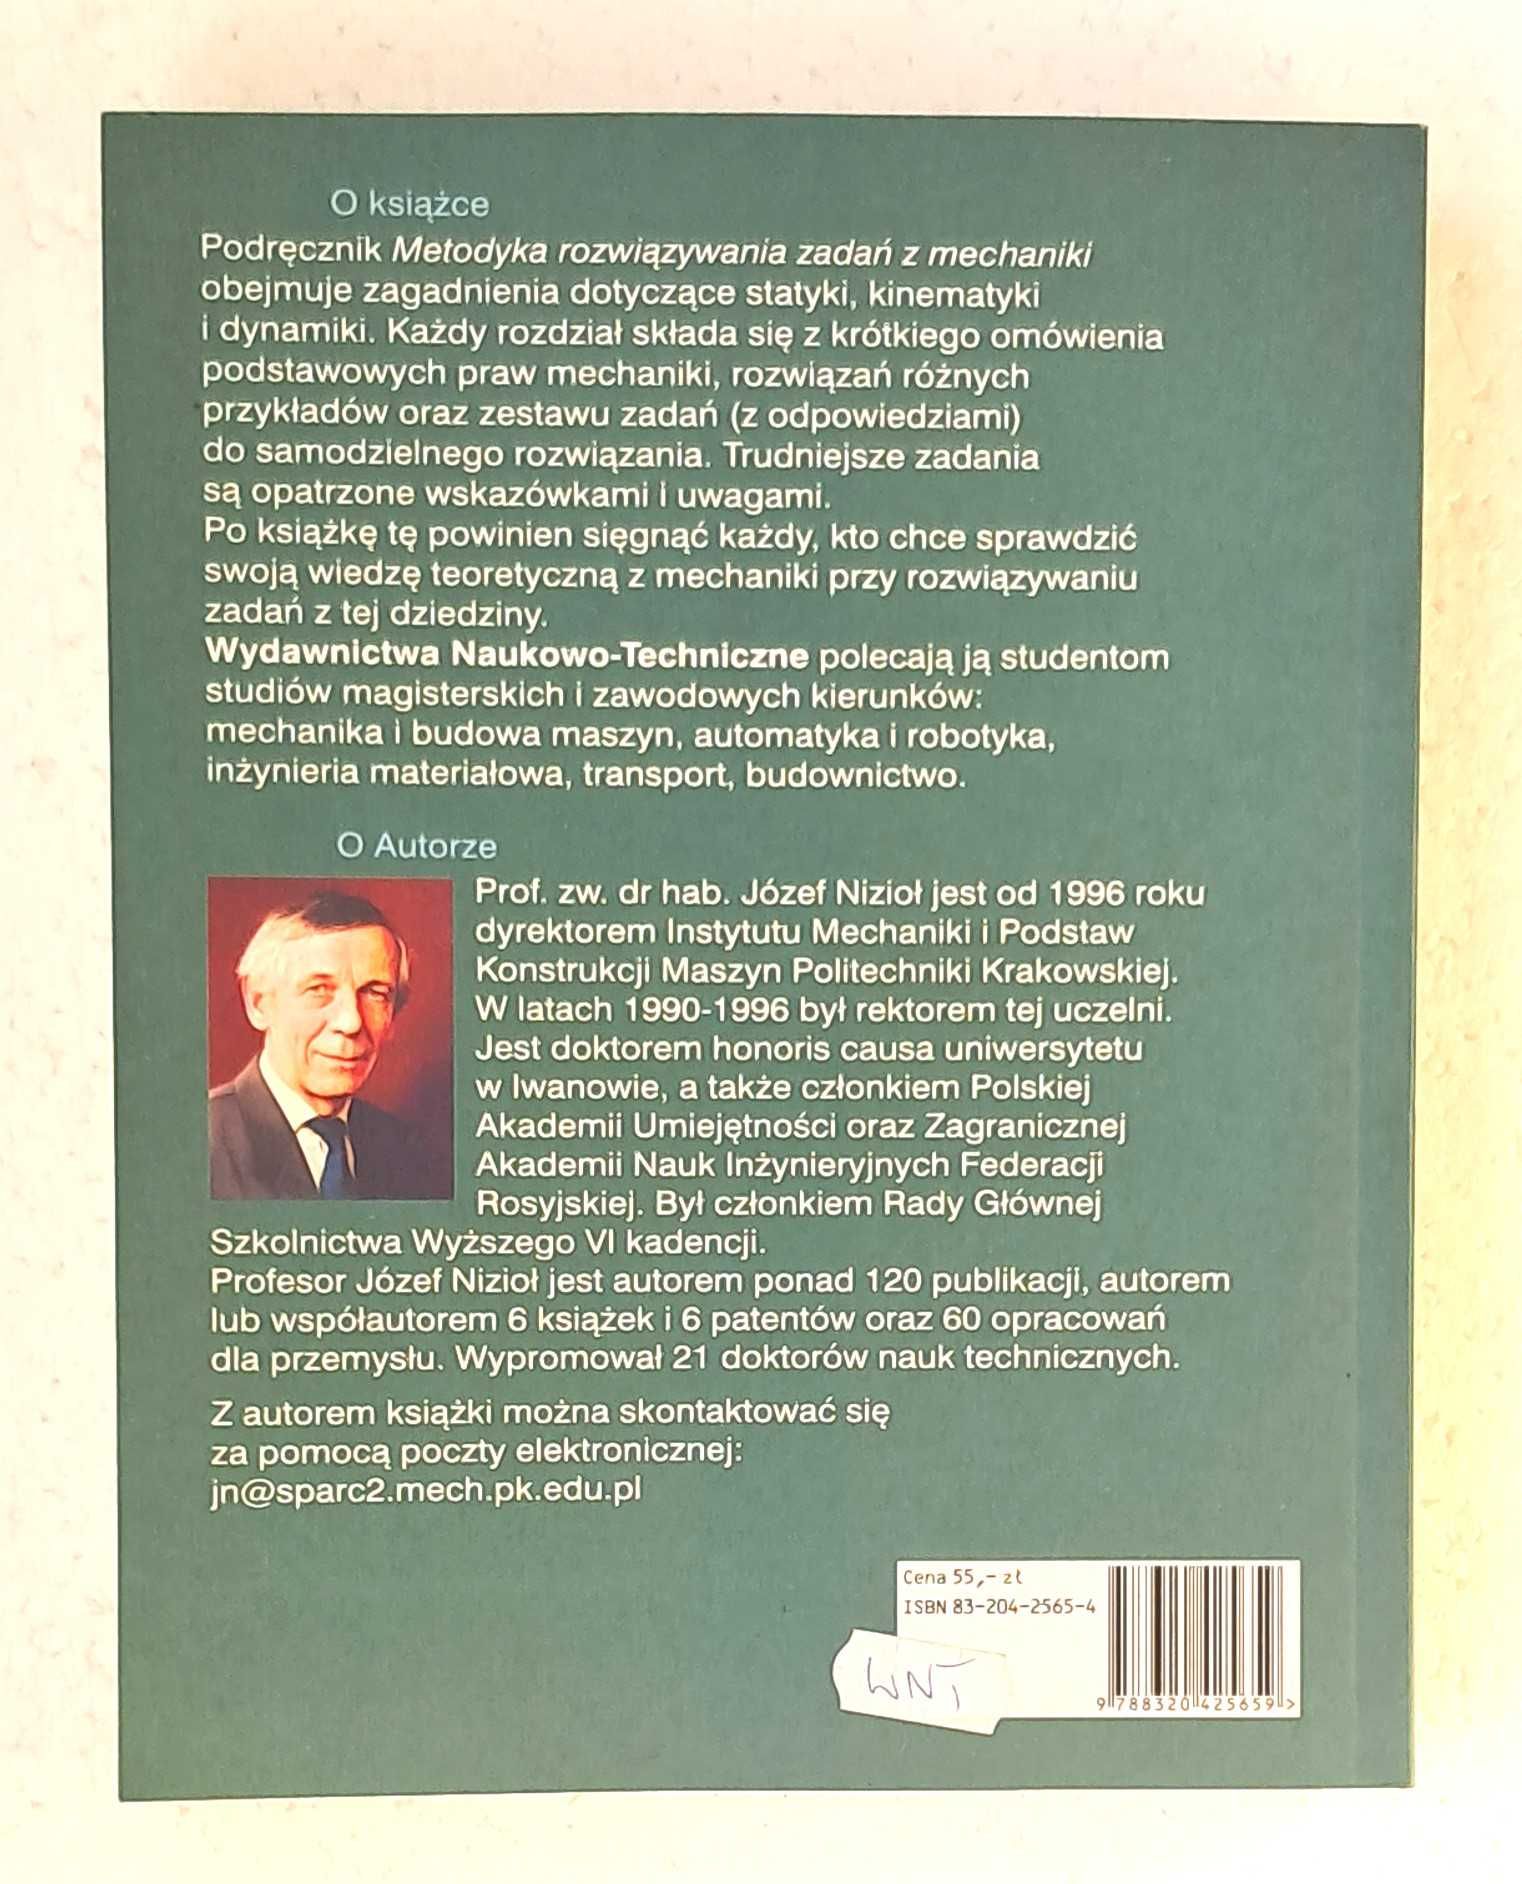 O książce
Podręcznik Metodyka rozwiązywania zadań z mechaniki
obejmuje zagadnienia dotyczące statyki, kinematyki
i dynamiki. Każdy rozdział składa się z krótkiego omówienia
podstawowych praw mechaniki, rozwiązań różnych
przykładów oraz zestawu zadań (z odpowiedziami)
do samodzielnego rozwiązania. Trudniejsze zadania
są opatrzone wskazówkami i uwagami.
Po książkę tę powinien sięgnąć każdy, kto chce sprawdzić
swoją wiedzę teoretyczną z mechaniki przy rozwiązywaniu
zadań z tej dziedziny.
Wydawnictwa Naukowo-Techniczne polecają ją studentom
studiów magisterskich i zawodowych kierunków:
mechanika i budowa maszyn, automatyka i robotyka,
inżynieria materiałowa, transport, budownictwo.
O Autorze
Prof. zw. dr hab. Józef Nizioł jest od 1996 roku
dyrektorem Instytutu Mechaniki i Podstaw
Konstrukcji Maszyn Politechniki Krakowskiej.
W latach 1990-1996 był rektorem tej uczelni.
Jest doktorem honoris causa uniwersytetu
w Iwanowie, a także członkiem Polskiej
Akademii Umiejętności oraz Zagranicznej
Akademii Nauk Inżynieryjnych Federacji
Rosyjskiej. Był członkiem Rady Głównej
Szkolnictwa Wyższego VI kadencji.
Profesor Józef Nizioł jest autorem ponad 120 publikacji, autorem
lub współautorem 6 książek i 6 patentów oraz 60 opracowań
dla przemysłu. Wypromował 21 doktorów nauk technicznych.
Z autorem książki można skontaktować się
za pomocą poczty elektronicznej:
jn@sparc2.mech.pk.edu.pl
Cena 55,- zł
ISBN 83-204-2565-4
WNT
9 788320 425659 >